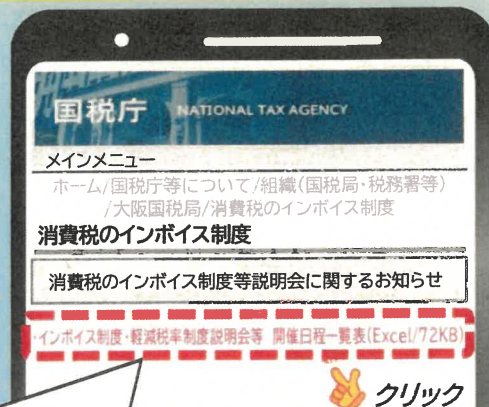 国税庁 NATIONAL TAX AGENCY
メインメニュー
ホーム/国税庁等について/組織(国税局・税務署等)
/大阪国税局/消費税のインボイス制度
消費税のインボイス制度
消費税のインボイス制度等説明会に関するお知らせ
・インボイス制度・軽減税率制度説明会等 開催日程一覧表(Excel/72KB)
クリック